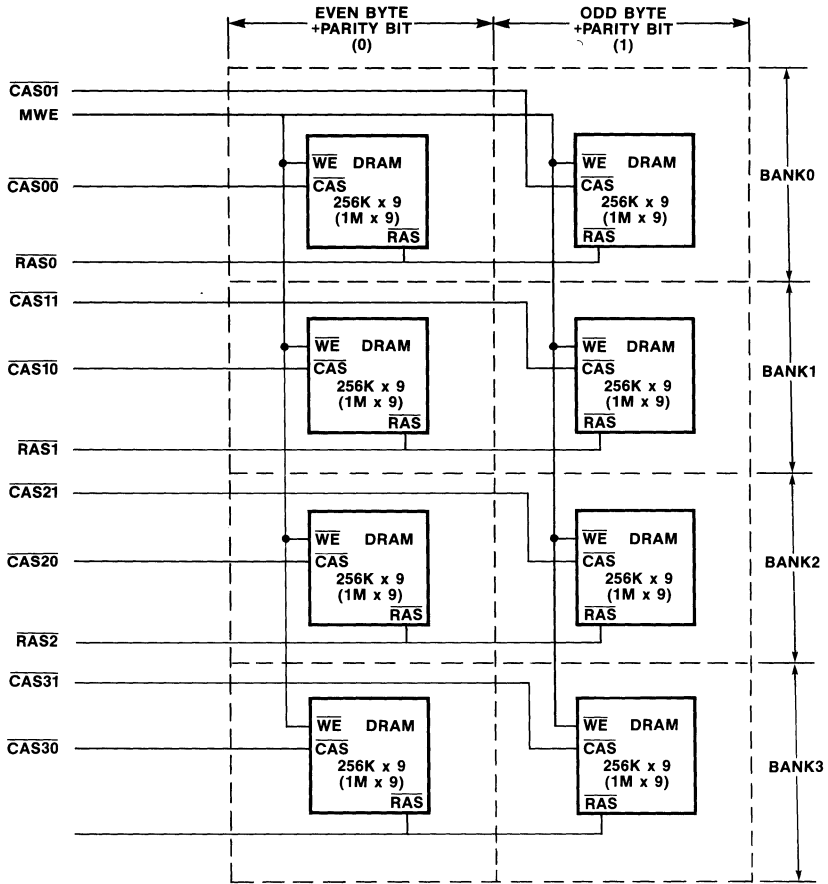 EVEN BYTE
+PARITY BIT
(0)
ODD BYTE
+PARITY BIT
(1)
CAS01
MWE
WE DRAM
CAS
256K x 9
(1M x 9)
RAS
WE DRAM
CAS
256K x 9
(1M x 9)
RAS
BANK0
CAS00
RAS0
CAS11
WE DRAM
CAS
256K x 9
(1M x 9)
RAS
WE DRAM
CAS
256K x 9
(1M x 9)
RAS
BANK1
CAS10
RAS1
CAS21
WE DRAM
CAS
256K x 9
(1M x 9)
RAS
WE DRAM
CAS
256K x 9
(1M x 9)
RAS
BANK2
CAS20
RAS2
CAS31
WE DRAM
CAS
256K x 9
(1M x 9)
RAS
WE DRAM
CAS
256K x 9
(1M x 9)
RAS
BANK3
CAS30